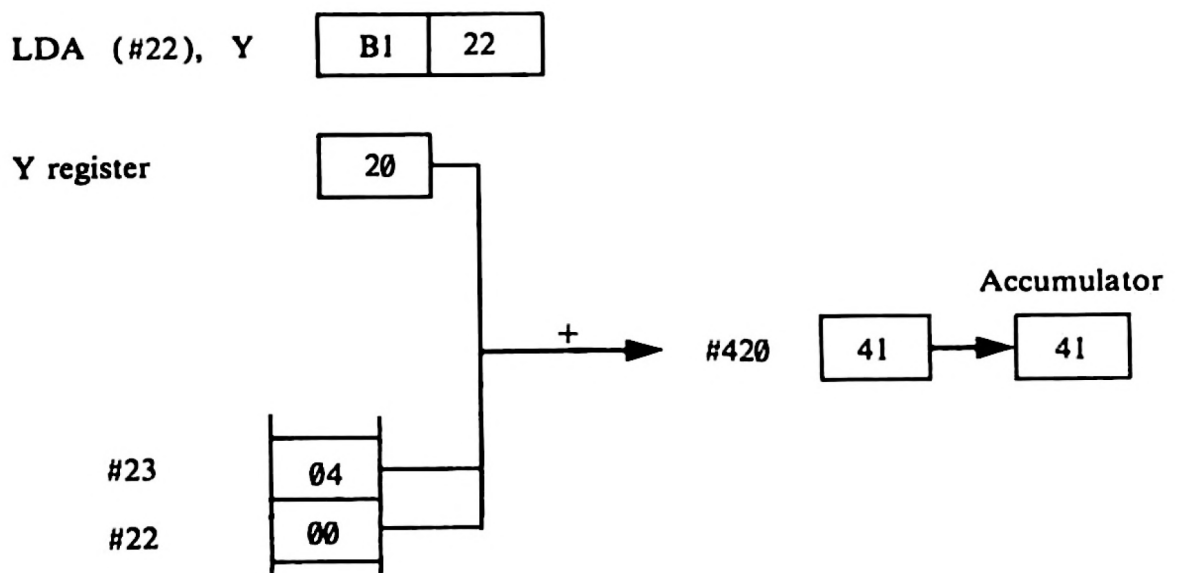 LDA (#22), Y B1 22
Y register 20
Accumulator
+ #420 41 41
#23 04
#22 00